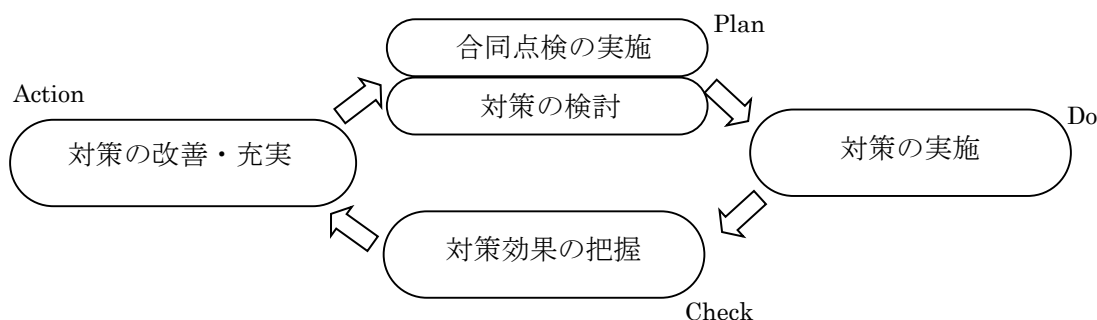 合同点検の実施
Plan
対策の検討
Action
Do
対策の改善・充実
対策の実施
対策効果の把握
Check